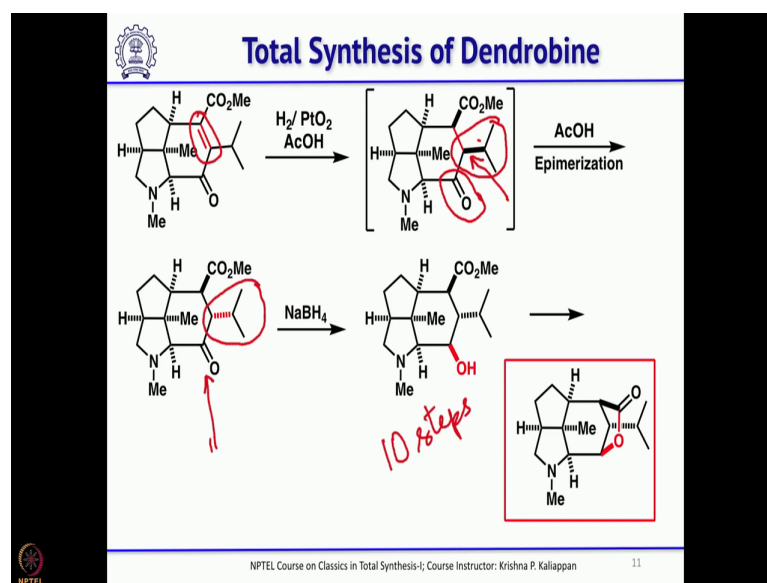 Total Synthesis of Dendrobine
H
CO₂Me
H
Me
N
H
O
Me
H₂/ PtO₂
AcOH
H
CO₂Me
H
Me
N
H
O
Me
AcOH
Epimerization
H
CO₂Me
H
Me
N
H
O
Me
NaBH₄
H
CO₂Me
H
Me
N
H
OH
Me
10 steps
H
O
H
Me
O
N
H
Me
NPTEL
NPTEL Course on Classics in Total Synthesis-I; Course Instructor: Krishna P. Kaliappan
11